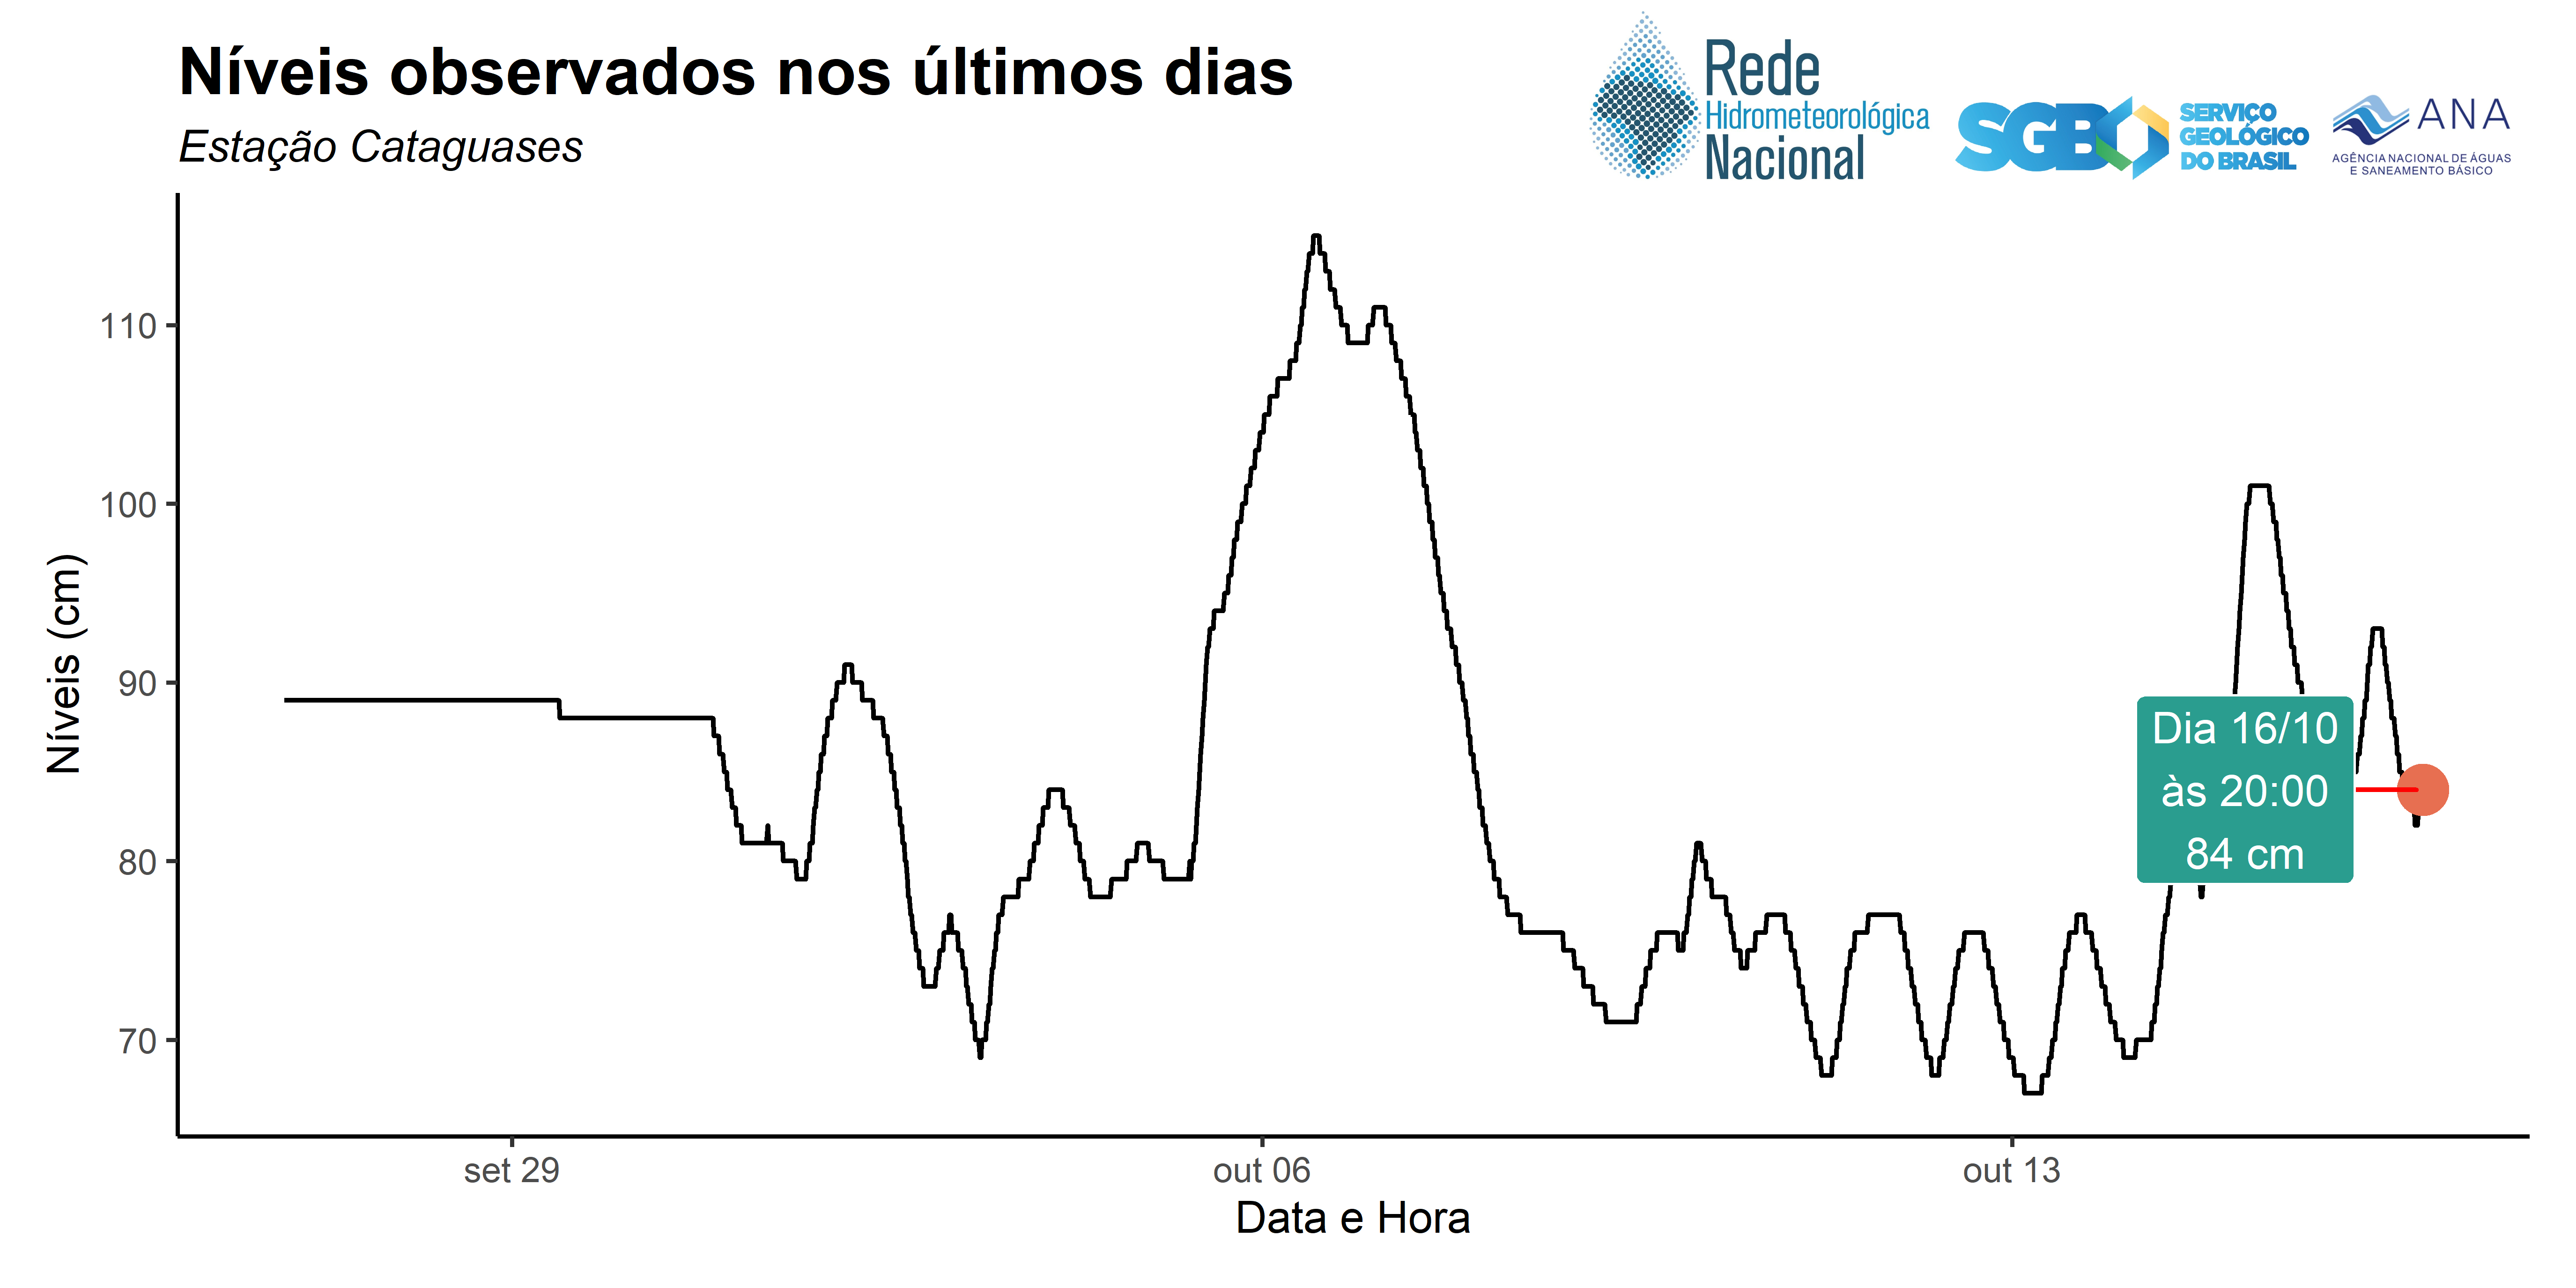 Níveis observados nos últimos dias
Estação Cataguases
Rede
Hidrometeorológica
Nacional
SGB
SERVIÇO
GEOLÓGICO
DO BRASIL
ANA
AGÊNCIA NACIONAL DE ÁGUAS
E SANEAMENTO BÁSICO
Níveis (cm)
110
100
90
80
70
Dia 16/10
às 20:00
84 cm
set 29
out 06
out 13
Data e Hora